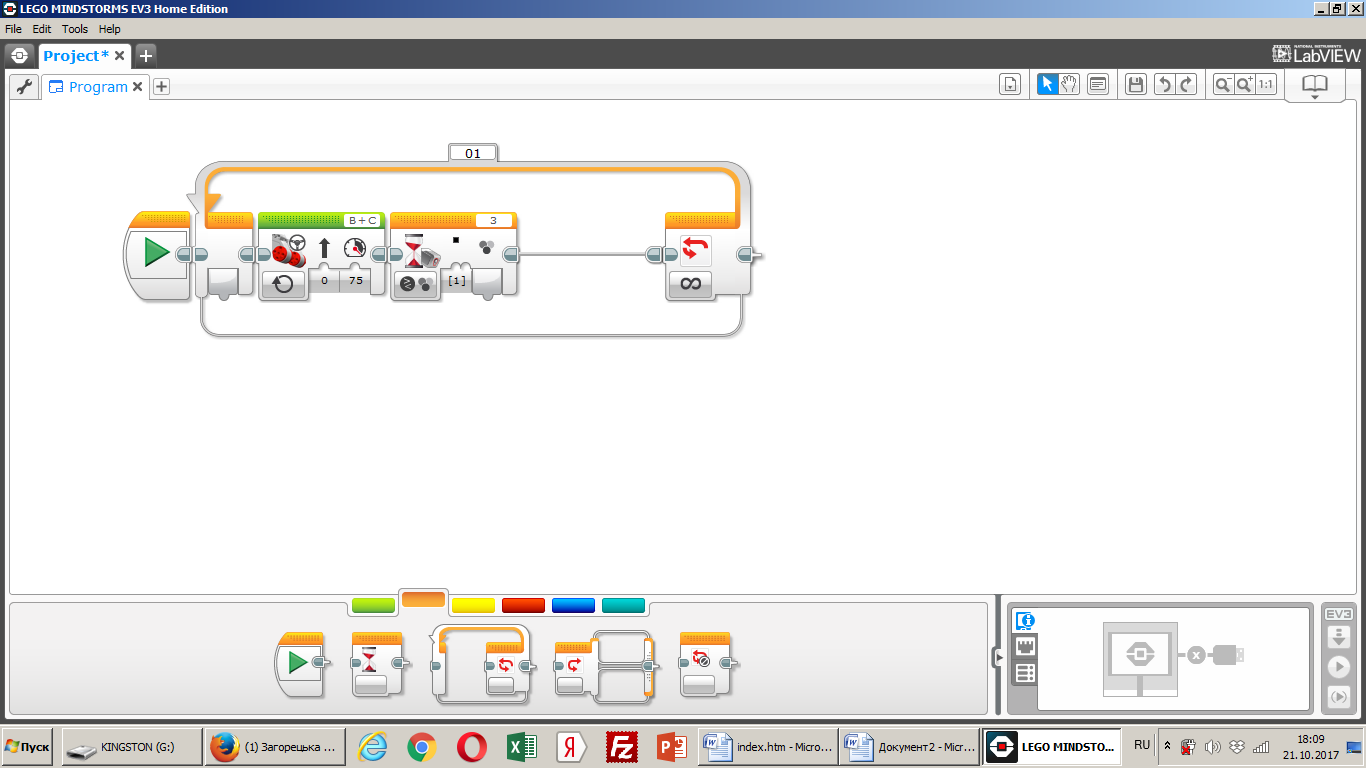 LEGO MINDSTORMS EV3 Home Edition
File Edit Tools Help
Project*
NATIONAL INSTRUMENTS
LabVIEW
Program
1:1
01
B + C
3
0 75 [1]
EV3
Пуск
KINGSTON (G:)
(1) Загорецька ...
index.htm - Micro...
Документ2 - Micr...
LEGO MINDSTO...
RU
18:09
21.10.2017